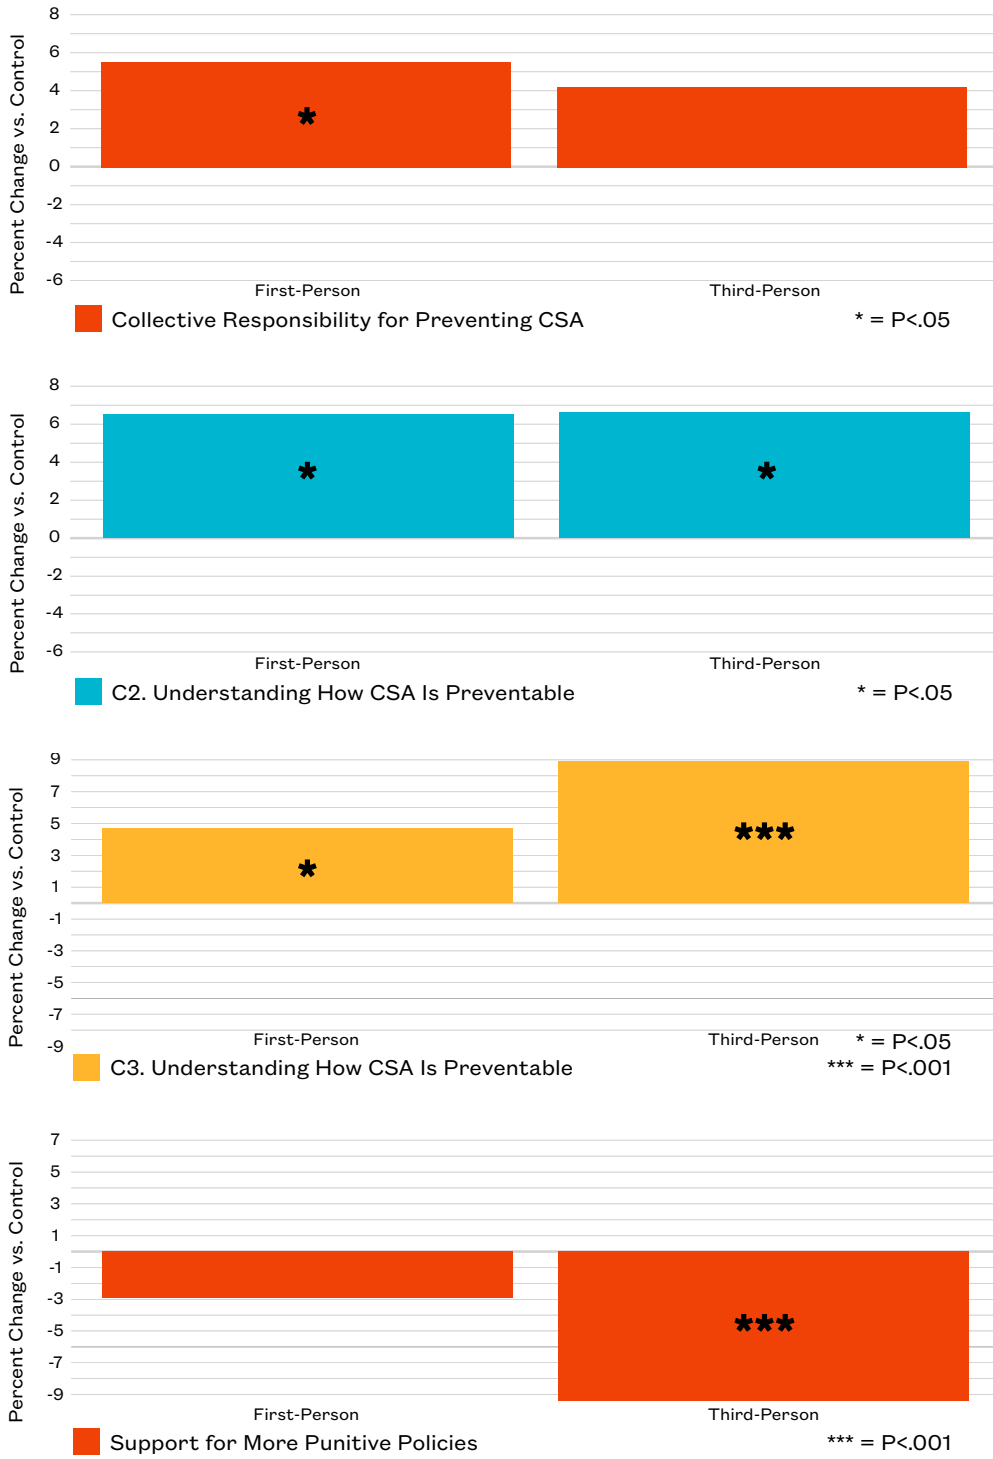 Percent Change vs. Control
8
6
4
2
0
-2
-4
-6
*
First-Person
Third-Person
Collective Responsibility for Preventing CSA
* = P<.05
Percent Change vs. Control
8
6
4
2
0
-2
-4
-6
*
*
First-Person
Third-Person
C2. Understanding How CSA Is Preventable
* = P<.05
Percent Change vs. Control
9
7
5
3
1
-1
-3
-5
-7
-9
*
***
First-Person
Third-Person
* = P<.05
C3. Understanding How CSA Is Preventable
*** = P<.001
Percent Change vs. Control
7
5
3
1
-1
-3
-5
-7
-9
***
First-Person
Third-Person
Support for More Punitive Policies
*** = P<.001